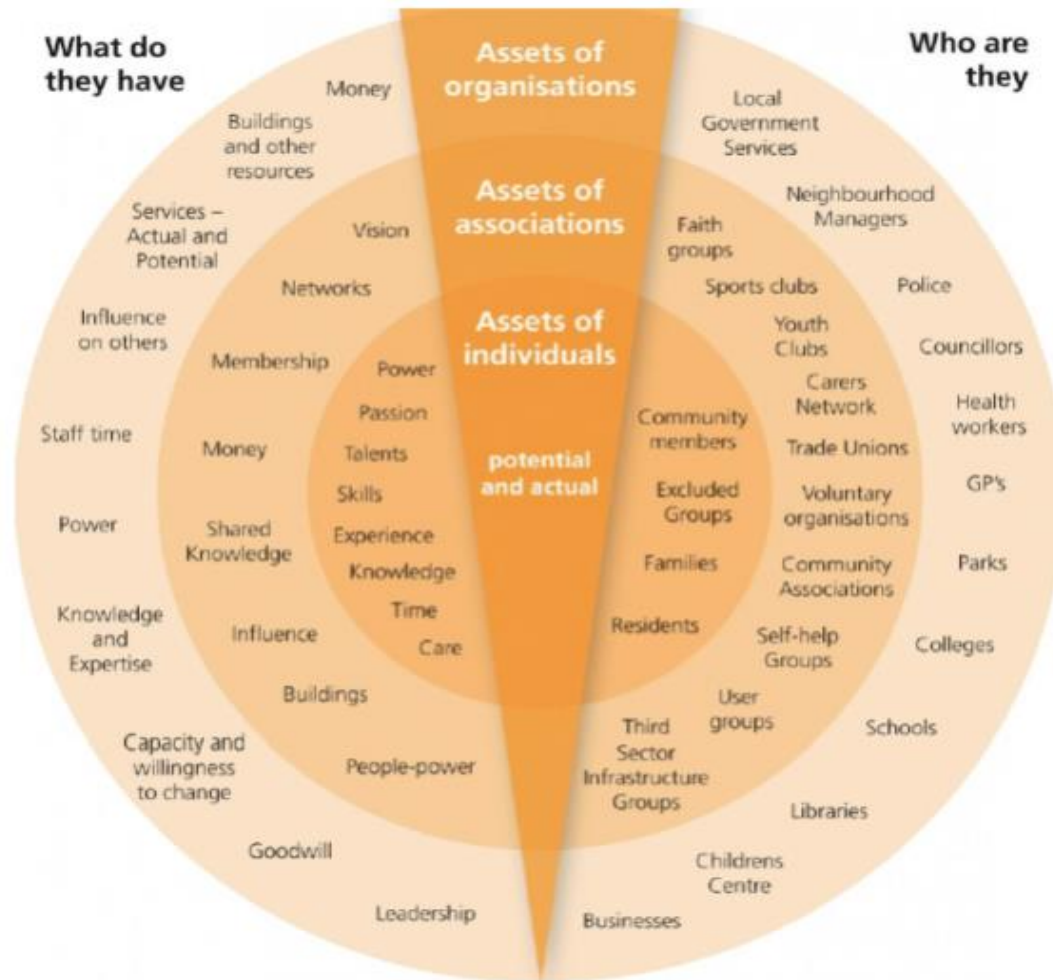 What do
they have
Who are
they
Assets of
organisations
Money
Buildings
and other
resources
Services –
Actual and
Potential
Influence
on others
Staff time
Power
Knowledge
and
Expertise
Capacity and
willingness
to change
Goodwill
Leadership
Local
Government
Services
Neighbourhood
Managers
Police
Councillors
Health
workers
GP's
Parks
Colleges
Schools
Libraries
Childrens
Centre
Businesses
Assets of
associations
Vision
Networks
Membership
Money
Shared
Knowledge
Influence
Buildings
People-power
Faith
groups
Sports clubs
Youth
Clubs
Carers
Network
Trade Unions
Voluntary
organisations
Community
Associations
Self-help
Groups
User
groups
Third
Sector
Infrastructure
Groups
Assets of
individuals
potential
and actual
Power
Passion
Talents
Skills
Experience
Knowledge
Time
Care
Community
members
Excluded
Groups
Families
Residents